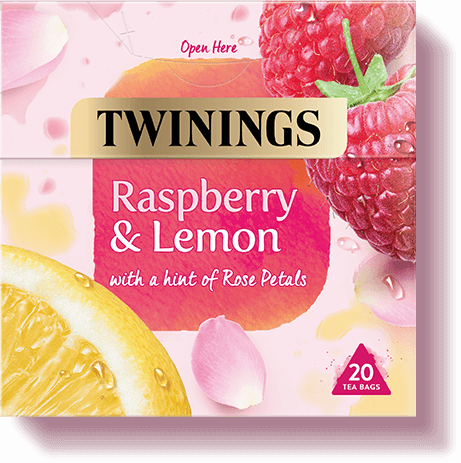 Open Here
TWININGS
Raspberry
& Lemon
with a hint of Rose Petals
20
TEA BAGS